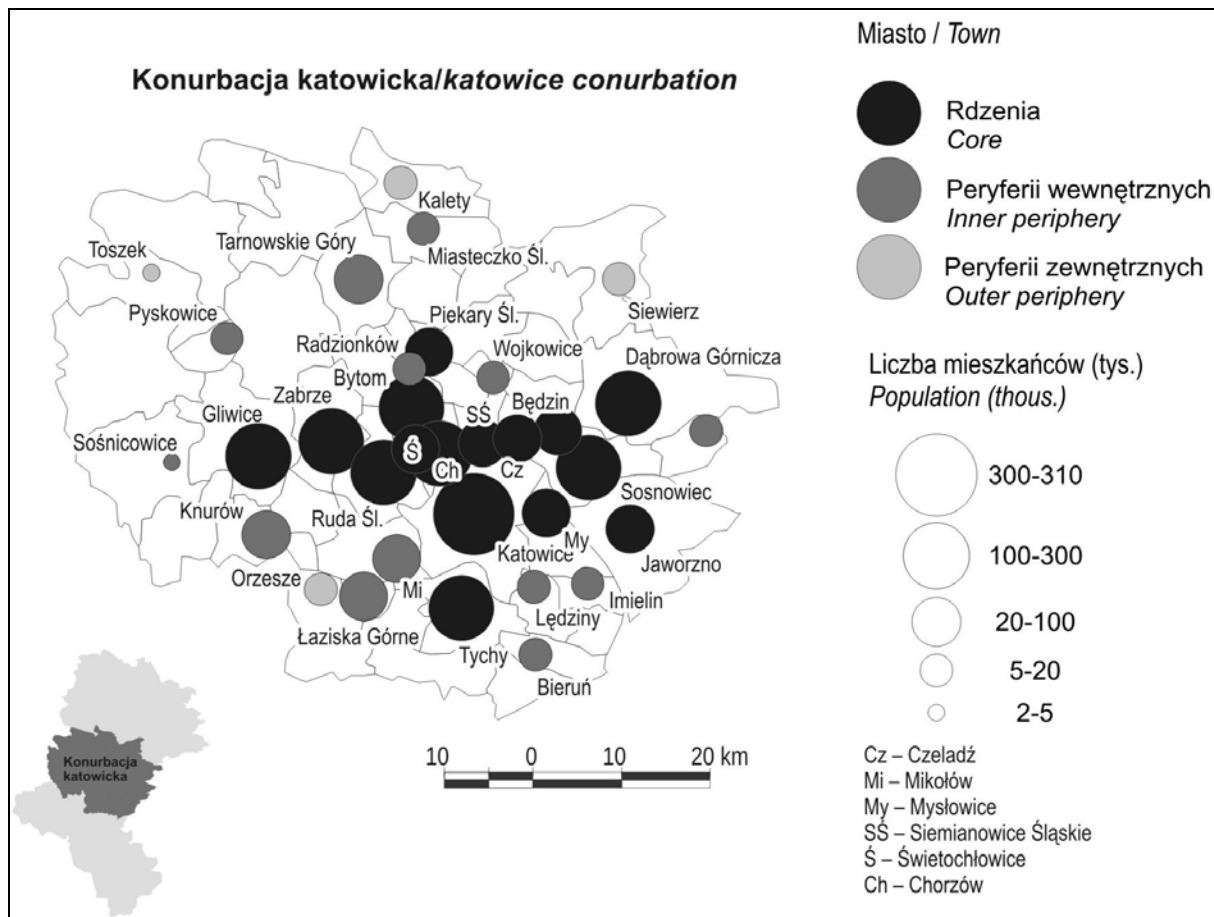 Miasto / Town
Konurbacja katowicka/katowice conurbation
Rdzenia
Core
Peryferii wewnętrznych
Inner periphery
Peryferii zewnętrznych
Outer periphery
Liczba mieszkańców (tys.)
Population (thous.)
300-310
100-300
20-100
5-20
2-5
Cz – Czeladź
Mi – Mikołów
My – Mysłowice
SŚ – Siemianowice Śląskie
Ś – Świetochłowice
Ch – Chorzów
Kalety
Tarnowskie Góry
Miasteczko Śl.
Toszek
Siewierz
Pyskowice
Piekary Śl.
Radzionków
Wojkowice
Dąbrowa Górnicza
Bytom
Zabrze
SŚ
Będzin
Gliwice
Sośnicowice
Ś
Ch
Cz
Sosnowiec
Knurów
Ruda Śl.
Katowice
My
Jaworzno
Orzesze
Mi
Imielin
Lędziny
Łaziska Górne
Tychy
Bieruń
Konurbacja
katowicka
10 0 10 20 km